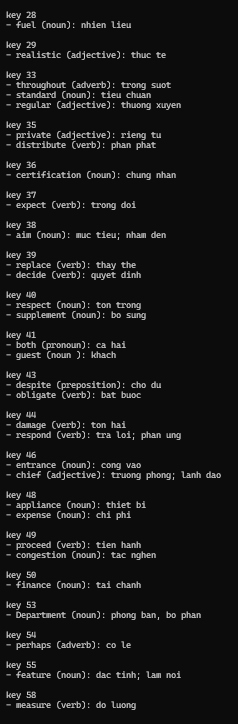 key 28
- fuel (noun): nhien lieu
key 29
- realistic (adjective): thuc te
key 33
- throughout (adverb): trong suot
- standard (noun): tieu chuan
- regular (adjective): thuong xuyen
key 35
- private (adjective): rieng tu
- distribute (verb): phan phat
key 36
- certification (noun): chung nhan
key 37
- expect (verb): trong doi
key 38
- aim (noun): muc tieu; nham den
key 39
- replace (verb): thay the
- decide (verb): quyet dinh
key 40
- respect (noun): ton trong
- supplement (noun): bo sung
key 41
- both (pronoun): ca hai
- guest (noun ): khach
key 43
- despite (preposition): cho du
- obligate (verb): bat buoc
key 44
- damage (verb): ton hai
- respond (verb): tra loi; phan ung
key 46
- entrance (noun): cong vao
- chief (adjective): truong phong; lanh dao
key 48
- appliance (noun): thiet bi
- expense (noun): chi phi
key 49
- proceed (verb): tien hanh
- congestion (noun): tac nghen
key 50
- finance (noun): tai chanh
key 53
- Department (noun): phong ban, bo phan
key 54
- perhaps (adverb): co le
key 55
- feature (noun): dac tinh; lam noi
key 58
- measure (verb): do luong